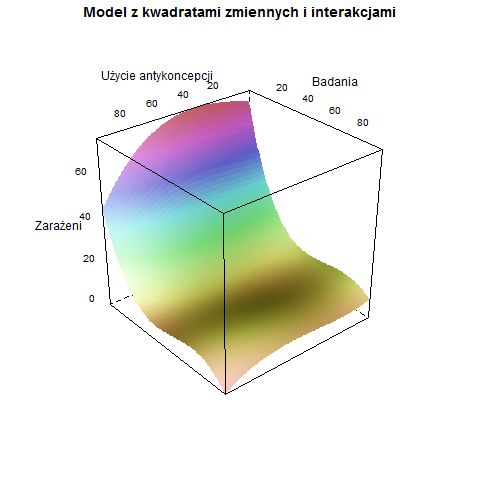 Model z kwadratami zmiennych i interakcjami
Użycie antykoncepcji
Badania
80 60 40 20
20 40 60 80
Zarażeni
60
40
20
0